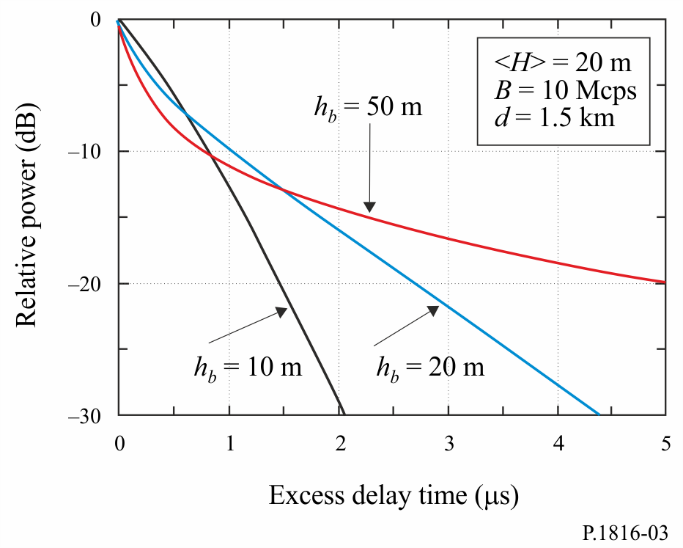 0
–10
–20
–30
Relative power (dB)
<H> = 20 m
B = 10 Mcps
d = 1.5 km
h_b = 50 m
h_b = 10 m
h_b = 20 m
0 1 2 3 4 5
Excess delay time (μs)
P.1816-03